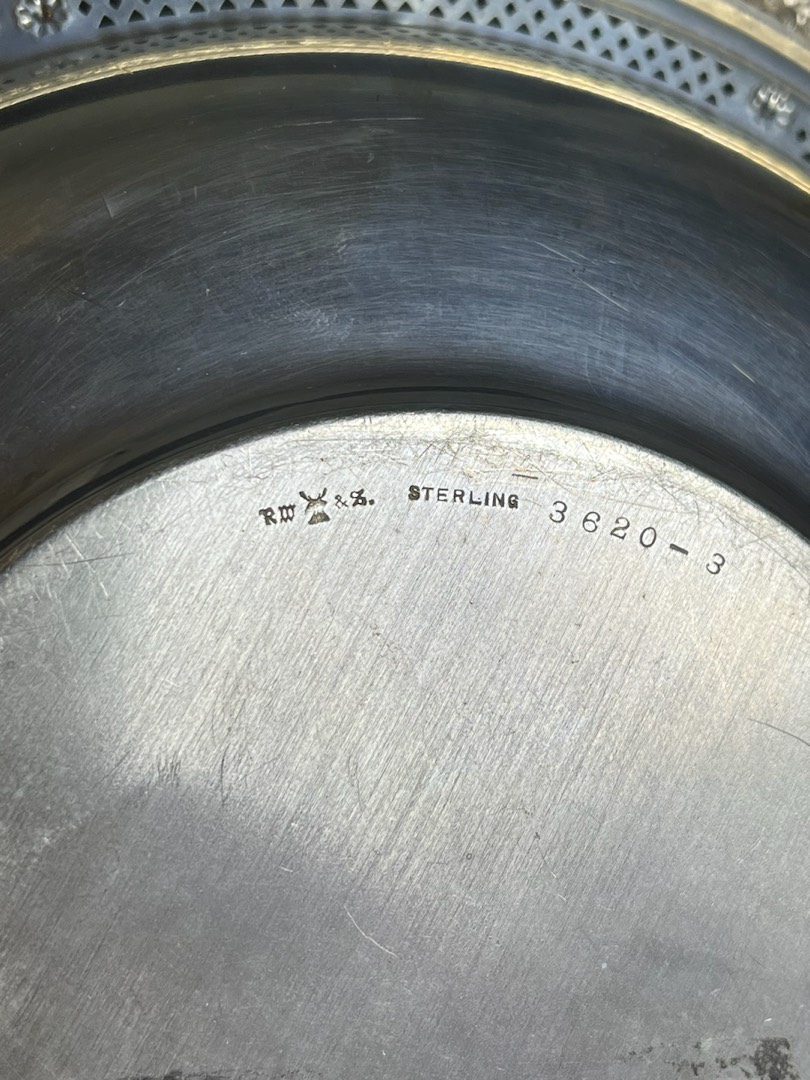 RW & S. STERLING 3620-3